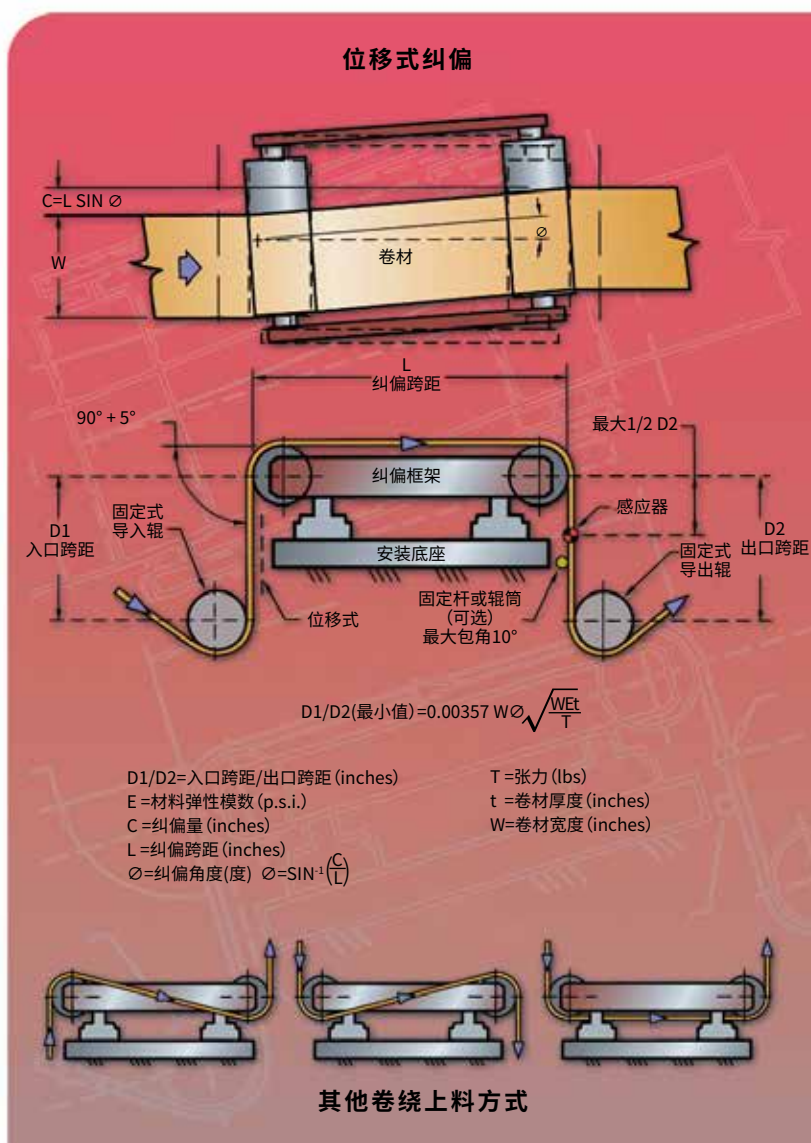 位移式纠偏
C=L SIN ∅
W
卷材
∅
L
纠偏跨距
90° + 5°
最大1/2 D2
纠偏框架
固定式
导入辊
感应器
D1
入口跨距
D2
出口跨距
安装底座
固定式
导出辊
位移式
固定杆或辊筒
(可选)
最大包角10°
D1/D2(最小值)=0.00357 W∅√(WEt/T)
D1/D2=入口跨距/出口跨距(inches)
E =材料弹性模数(p.s.i.)
C =纠偏量(inches)
L =纠偏跨距(inches)
∅=纠偏角度(度) ∅=SIN⁻¹(C/L)
T =张力(lbs)
t =卷材厚度(inches)
W=卷材宽度(inches)
其他卷绕上料方式